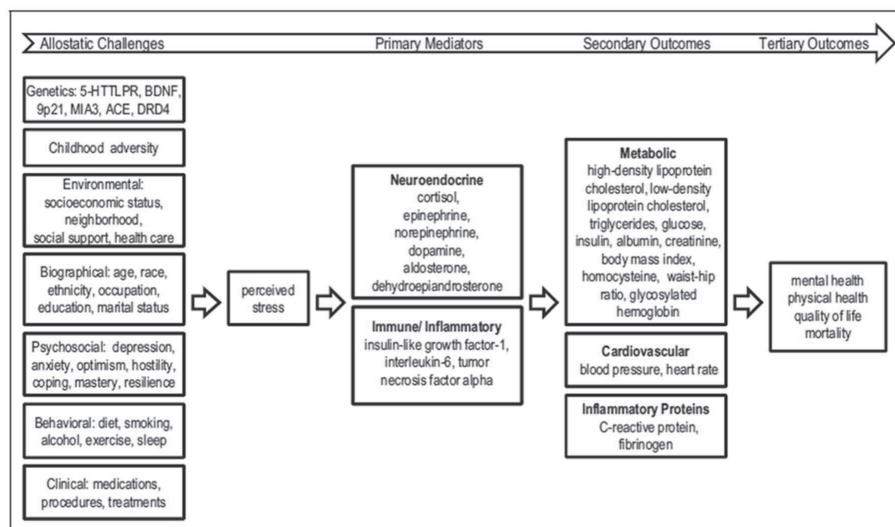 Allostatic Challenges
Primary Mediators
Secondary Outcomes
Tertiary Outcomes
Genetics: 5-HTTLPR, BDNF,
9p21, MIA3, ACE, DRD4
Childhood adversity
Environmental:
socioeconomic status,
neighborhood,
social support, health care
Biographical: age, race,
ethnicity, occupation,
education, marital status
Psychosocial: depression,
anxiety, optimism, hostility,
coping, mastery, resilience
Behavioral: diet, smoking,
alcohol, exercise, sleep
Clinical: medications,
procedures, treatments
perceived
stress
Neuroendocrine
cortisol,
epinephrine,
norepinephrine,
dopamine,
aldosterone,
dehydroepiandrosterone
Immune/ Inflammatory
insulin-like growth factor-1,
interleukin-6, tumor
necrosis factor alpha
Metabolic
high-density lipoprotein
cholesterol, low-density
lipoprotein cholesterol,
triglycerides, glucose,
insulin, albumin, creatinine,
body mass index,
homocysteine, waist-hip
ratio, glycosylated
hemoglobin
Cardiovascular
blood pressure, heart rate
Inflammatory Proteins
C-reactive protein,
fibrinogen
mental health
physical health
quality of life
mortality